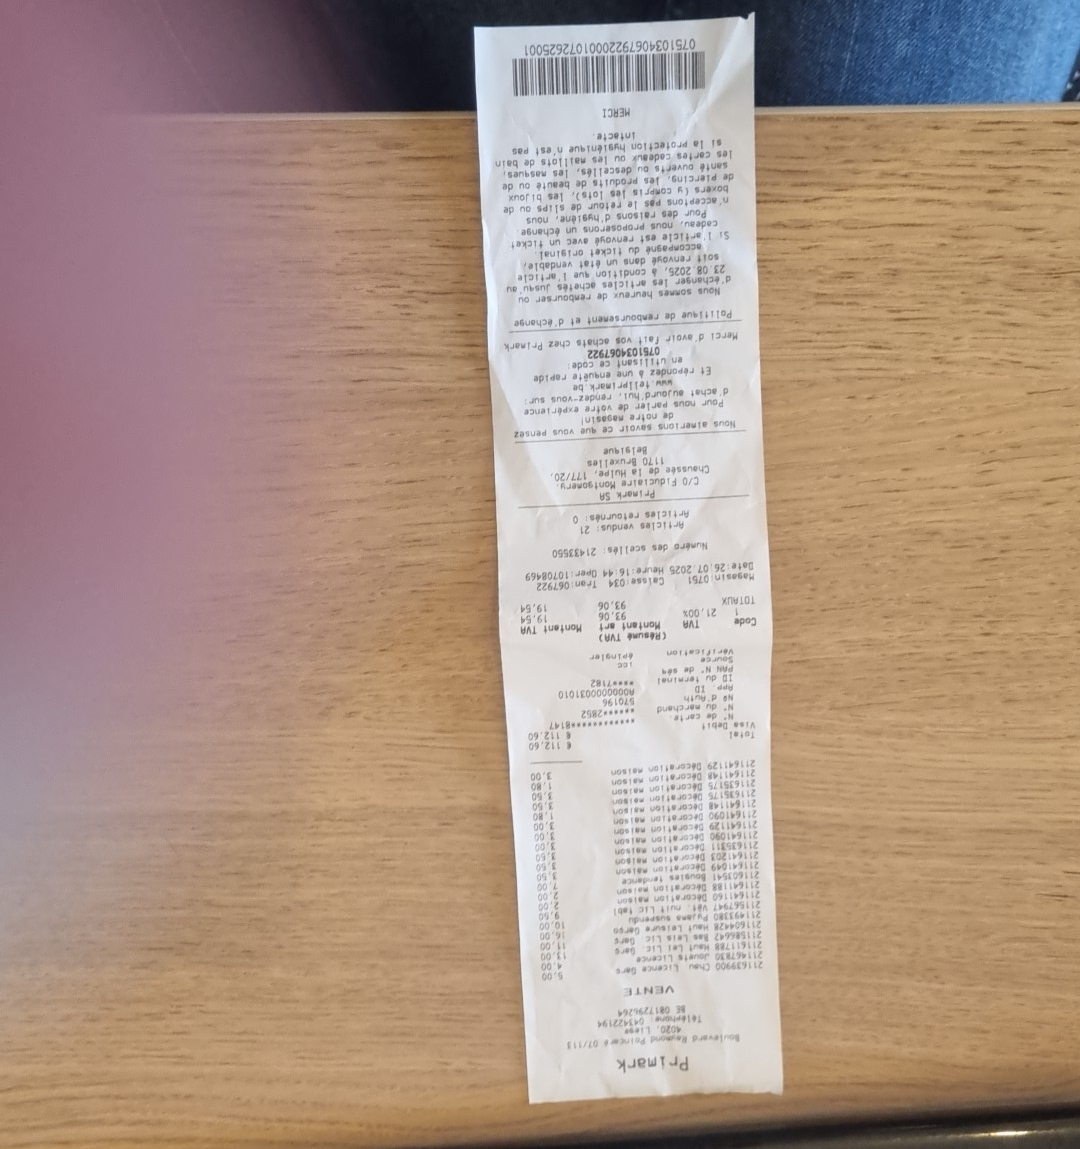 Primark
Boulevard Raymond Poincaré 07/113
4020, Liege
Téléphone: 043422194
BE 0817296264
VENTE
211639900 Chau. Licence Garç 5,00
211467830 Jouets Licence 4,00
211611788 Haut Lei Lic Garç 13,00
211586642 Bas Leis Lic Garç 11,00
211604428 Haut Leisure Garço 16,00
211493380 Pyjama suspendu 10,00
211567947 Vêt. nuit Lic tabl 9,50
211641160 Décoration maison 2,00
211641188 Décoration maison 2,00
211603541 Bougies tendance 7,00
211641049 Décoration maison 3,50
211641203 Décoration maison 3,50
211635311 Décoration maison 3,50
211641090 Décoration maison 3,00
211641129 Décoration maison 3,00
211641090 Décoration maison 3,00
211641148 Décoration maison 1,80
211635175 Décoration maison 3,50
211635175 Décoration maison 3,50
211641148 Décoration maison 1,80
211641129 Décoration maison 3,00
Total € 112,60
Visa Debit € 112,60
N° de carte. ************8147
N° du marchand ******2852
N° d'Auth 570196
App. ID A0000000031010
ID du terminal ****7182
PAN N° de séq
Source icc
Vérification épingler
(Résumé TVA)
Code TVA Montant art Montant TVA
1 21,00% 93,06 19,54
TOTAUX 93,06 19,54
Magasin:0751 Caisse:034 Tran:067922
Date:26.07.2025 Heure:16:44 Oper:10708469
Numéro des scellés: 21433550
Articles vendus: 21
Articles retournés: 0
Primark SA
C/O Fiduciaire Montgomery,
Chaussée de la Hulpe, 177/20,
1170 Bruxelles
Belgique
Nous aimerions savoir ce que vous pensez
de notre magasin!
Pour nous parler de votre expérience
d'achat aujourd'hui, rendez-vous sur:
www.tellprimark.be
Et répondez à une enquête rapide
en utilisant ce code:
0751034067922
Merci d'avoir fait vos achats chez Primark
Politique de remboursement et d'échange
Nous sommes heureux de rembourser ou
d'échanger les articles achetés jusqu'au
23.08.2025, à condition que l'article
soit renvoyé dans un état vendable,
accompagné du ticket original.
Si l'article est renvoyé avec un ticket
cadeau, nous proposerons un échange.
Pour des raisons d'hygiène, nous
n'acceptons pas le retour de slips ou de
boxers (y compris les lots), les bijoux
de piercing, les produits de beauté ou de
santé ouverts ou descellés, les masques,
les cartes cadeaux ou les maillots de bain
si la protection hygiénique n'est pas
intacte.
MERCI
07510340679220001072625001